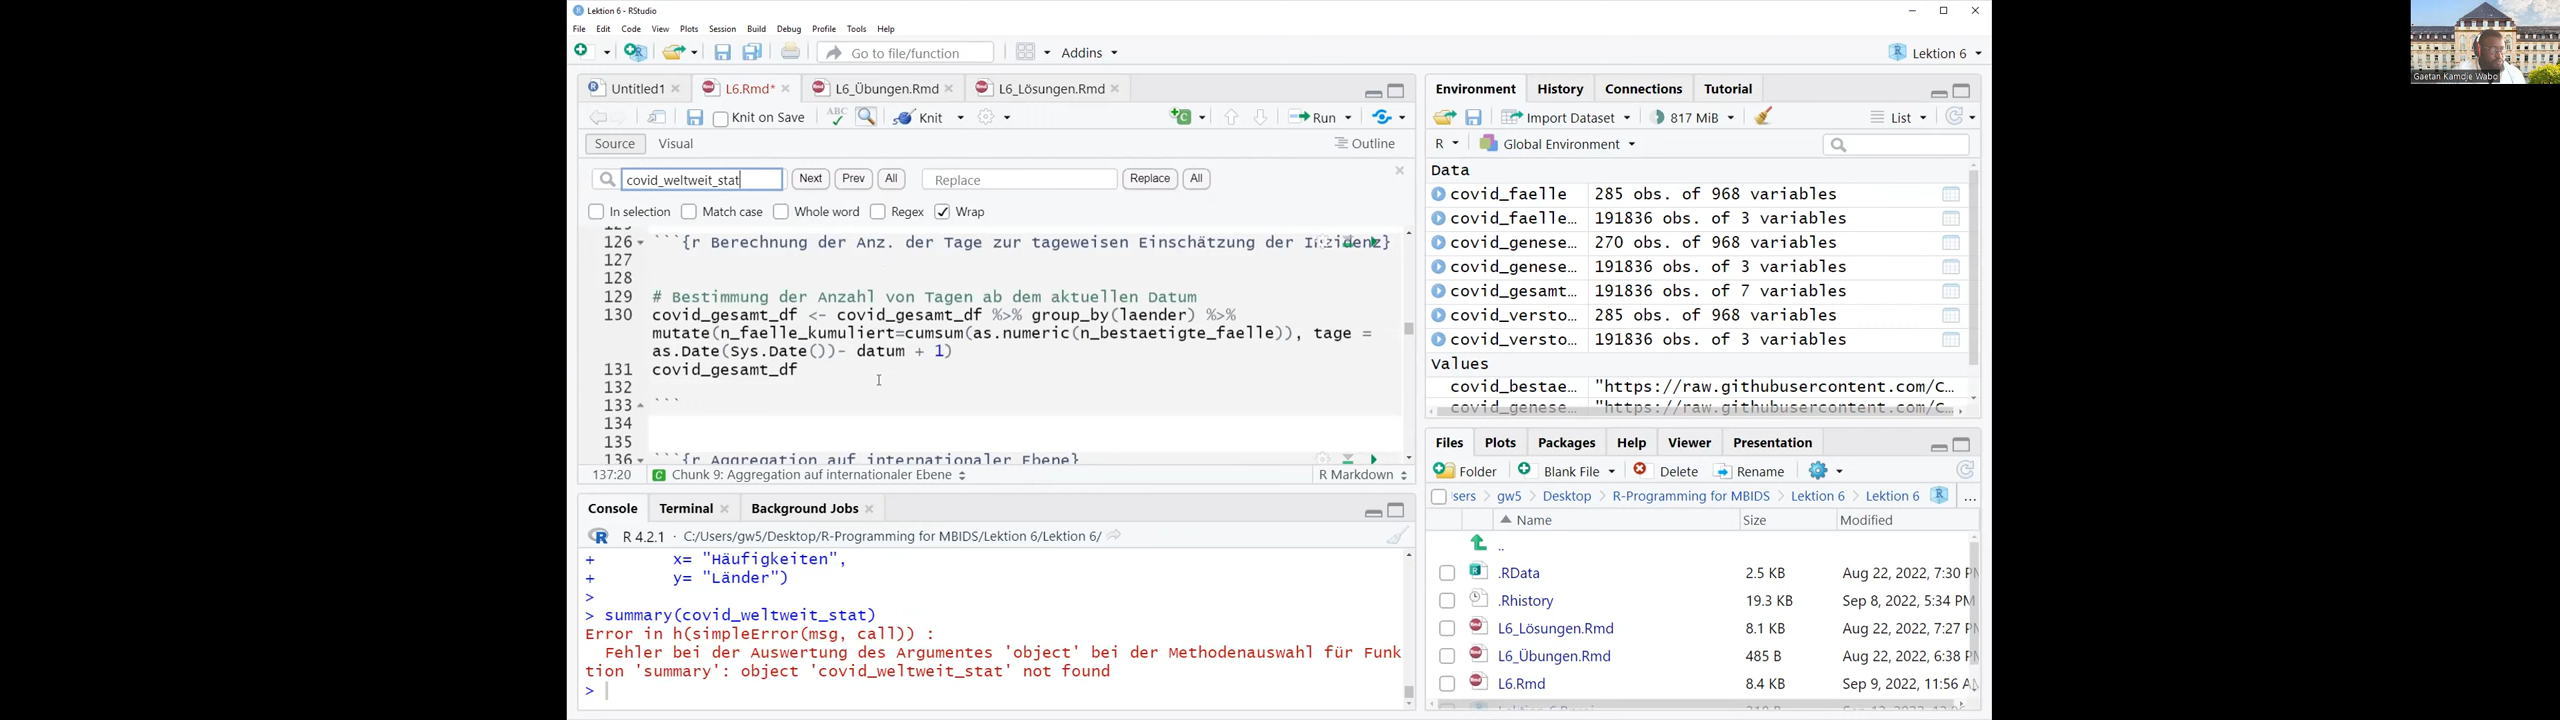 Lektion 6 - RStudio
File Edit Code View Plots Session Build Debug Profile Tools Help
Go to file/function Addins Lektion 6
Untitled1 L6.Rmd* L6_Übungen.Rmd L6_Lösungen.Rmd
Knit on Save ABC Knit Run
Source Visual Outline
covid_weltweit_stat Next Prev All Replace Replace All
In selection Match case Whole word Regex Wrap
126 ```{r Berechnung der Anz. der Tage zur tageweisen Einschätzung der Inzidenz}
127
128
129 # Bestimmung der Anzahl von Tagen ab dem aktuellen Datum
130 covid_gesamt_df <- covid_gesamt_df %>% group_by(laender) %>%
mutate(n_faelle_kumuliert=cumsum(as.numeric(n_bestaetigte_faelle)), tage =
as.Date(Sys.Date())- datum + 1)
131 covid_gesamt_df
132
133 ```
134
135
136 ```{r Aggregation auf internationaler Ebene}
137:20 Chunk 9: Aggregation auf internationaler Ebene R Markdown
Console Terminal Background Jobs
R 4.2.1 · C:/Users/gw5/Desktop/R-Programming for MBIDS/Lektion 6/Lektion 6/
+ x= "Häufigkeiten",
+ y= "Länder")
>
> summary(covid_weltweit_stat)
Error in h(simpleError(msg, call)) :
Fehler bei der Auswertung des Argumentes 'object' bei der Methodenauswahl für Funk
tion 'summary': object 'covid_weltweit_stat' not found
>
Environment History Connections Tutorial
Import Dataset 817 MiB List
R Global Environment
Data
covid_faelle 285 obs. of 968 variables
covid_faelle… 191836 obs. of 3 variables
covid_genese… 270 obs. of 968 variables
covid_genese… 191836 obs. of 3 variables
covid_gesamt… 191836 obs. of 7 variables
covid_versto… 285 obs. of 968 variables
covid_versto… 191836 obs. of 3 variables
Values
covid_bestae… "https://raw.githubusercontent.com/C…
covid_genese… "https://raw.githubusercontent.com/C…
Files Plots Packages Help Viewer Presentation
Folder Blank File Delete Rename
sers gw5 Desktop R-Programming for MBIDS Lektion 6 Lektion 6 ...
Name Size Modified
..
.RData 2.5 KB Aug 22, 2022, 7:30 P
.Rhistory 19.3 KB Sep 8, 2022, 5:34 PM
L6_Lösungen.Rmd 8.1 KB Aug 22, 2022, 7:27 P
L6_Übungen.Rmd 485 B Aug 22, 2022, 6:38 P
L6.Rmd 8.4 KB Sep 9, 2022, 11:56 A
Gaetan Kamdje Wabo